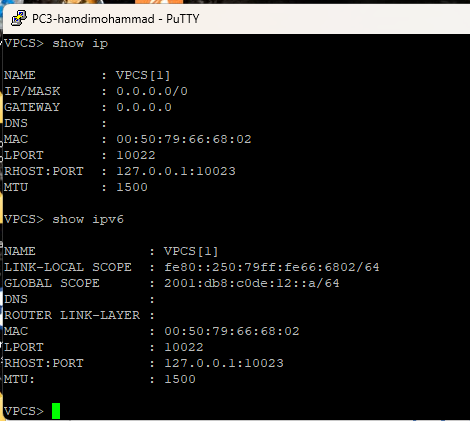 PC3-hamdimohammad - PuTTY
VPCS> show ip
NAME        : VPCS[1]
IP/MASK     : 0.0.0.0/0
GATEWAY     : 0.0.0.0
DNS         :
MAC         : 00:50:79:66:68:02
LPORT       : 10022
RHOST:PORT  : 127.0.0.1:10023
MTU         : 1500
VPCS> show ipv6
NAME              : VPCS[1]
LINK-LOCAL SCOPE  : fe80::250:79ff:fe66:6802/64
GLOBAL SCOPE      : 2001:db8:c0de:12::a/64
DNS               :
ROUTER LINK-LAYER :
MAC               : 00:50:79:66:68:02
LPORT             : 10022
RHOST:PORT        : 127.0.0.1:10023
MTU:              : 1500
VPCS>